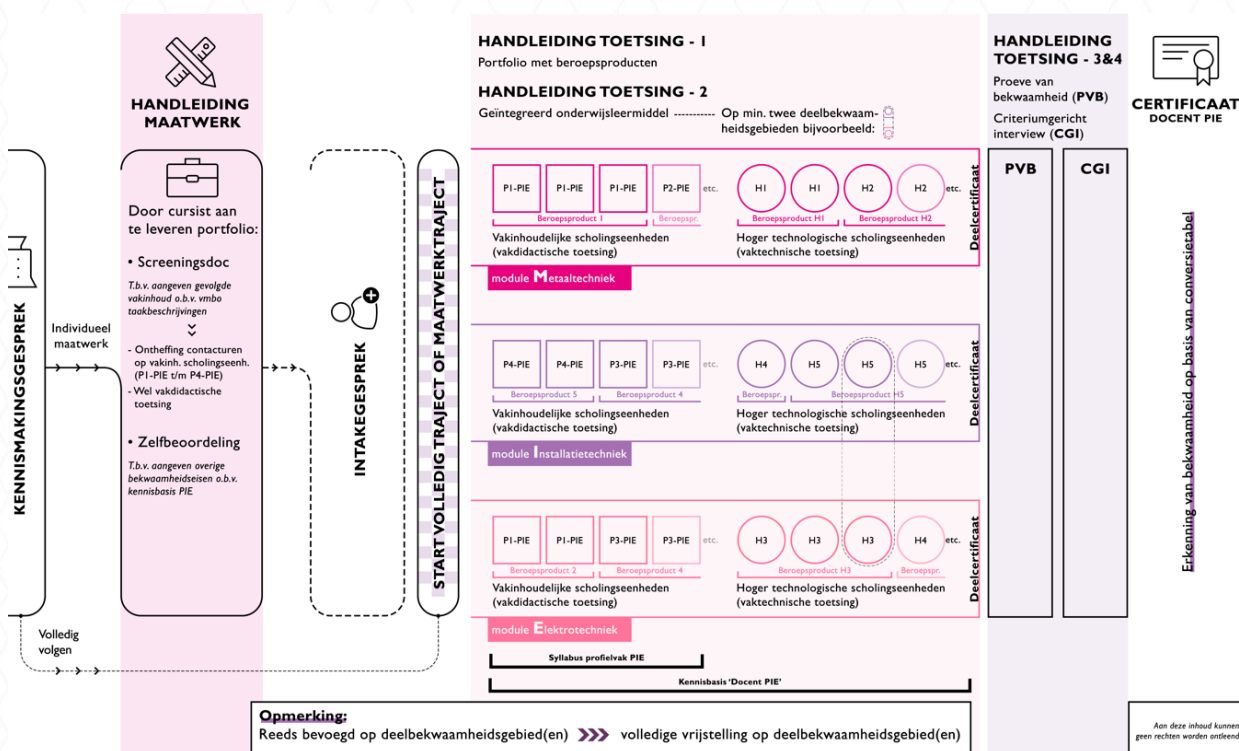 HANDLEIDING
MAATWERK
HANDLEIDING TOETSING - 1
Portfolio met beroepsproducten
HANDLEIDING TOETSING - 2
Geïntegreerd onderwijsleermiddel ----------- Op min. twee deelbekwaam-
heidsgebieden bijvoorbeeld:
HANDLEIDING
TOETSING - 3&4
Proeve van
bekwaamheid (PVB)
Criteriumgericht
interview (CGI)
CERTIFICAAT
DOCENT PIE
KENNISMAKINGSGESPREK
Individueel
maatwerk
Volledig
volgen
Door cursist aan
te leveren portfolio:
• Screeningsdoc
T.b.v. aangeven gevolgde
vakinhoud o.b.v. vmbo
taakbeschrijvingen
- Ontheffing contacturen
op vakinh. scholingseenh.
(P1-PIE t/m P4-PIE)
- Wel vakdidactische
toetsing
• Zelfbeoordeling
T.b.v. aangeven overige
bekwaamheidseisen o.b.v.
kennisbasis PIE
INTAKEGESPREK
START VOLLEDIG TRAJECT OF MAATWERKTRAJECT
P1-PIE P1-PIE P1-PIE P2-PIE etc. H1 H1 H2 H2 etc.
Beroepsproduct 1 Beroepspr. Beroepsproduct H1 Beroepsproduct H2
Vakinhoudelijke scholingseenheden Hoger technologische scholingseenheden
(vakdidactische toetsing) (vaktechnische toetsing)
Deelcertificaat
module Metaaltechniek
P4-PIE P4-PIE P3-PIE P3-PIE etc. H4 H5 H5 H5 etc.
Beroepsproduct 5 Beroepsproduct 4 Beroepspr. Beroepsproduct H5
Vakinhoudelijke scholingseenheden Hoger technologische scholingseenheden
(vakdidactische toetsing) (vaktechnische toetsing)
Deelcertificaat
module Installatietechniek
P1-PIE P1-PIE P3-PIE P3-PIE etc. H3 H3 H3 H4 etc.
Beroepsproduct 2 Beroepsproduct 4 Beroepsproduct H3 Beroepspr.
Vakinhoudelijke scholingseenheden Hoger technologische scholingseenheden
(vakdidactische toetsing) (vaktechnische toetsing)
Deelcertificaat
module Elektrotechniek
Syllabus profielvak PIE
Kennisbasis 'Docent PIE'
PVB
CGI
Erkenning van bekwaamheid op basis van conversietabel
Opmerking:
Reeds bevoegd op deelbekwaamheidsgebied(en) volledige vrijstelling op deelbekwaamheidsgebied(en)
Aan deze inhoud kunnen
geen rechten worden ontleend